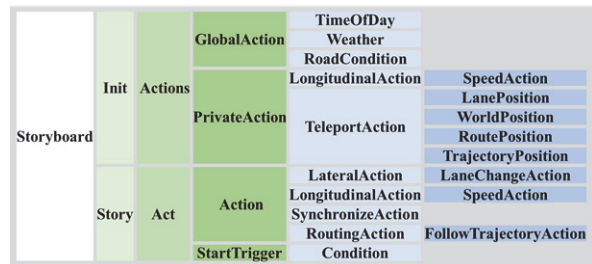 TimeOfDay
GlobalAction Weather
RoadCondition
Init Actions LongitudinalAction SpeedAction
LanePosition
PrivateAction WorldPosition
TeleportAction RoutePosition
Storyboard TrajectoryPosition
LateralAction LaneChangeAction
Action LongitudinalAction SpeedAction
Story Act SynchronizeAction
RoutingAction FollowTrajectoryAction
StartTrigger Condition